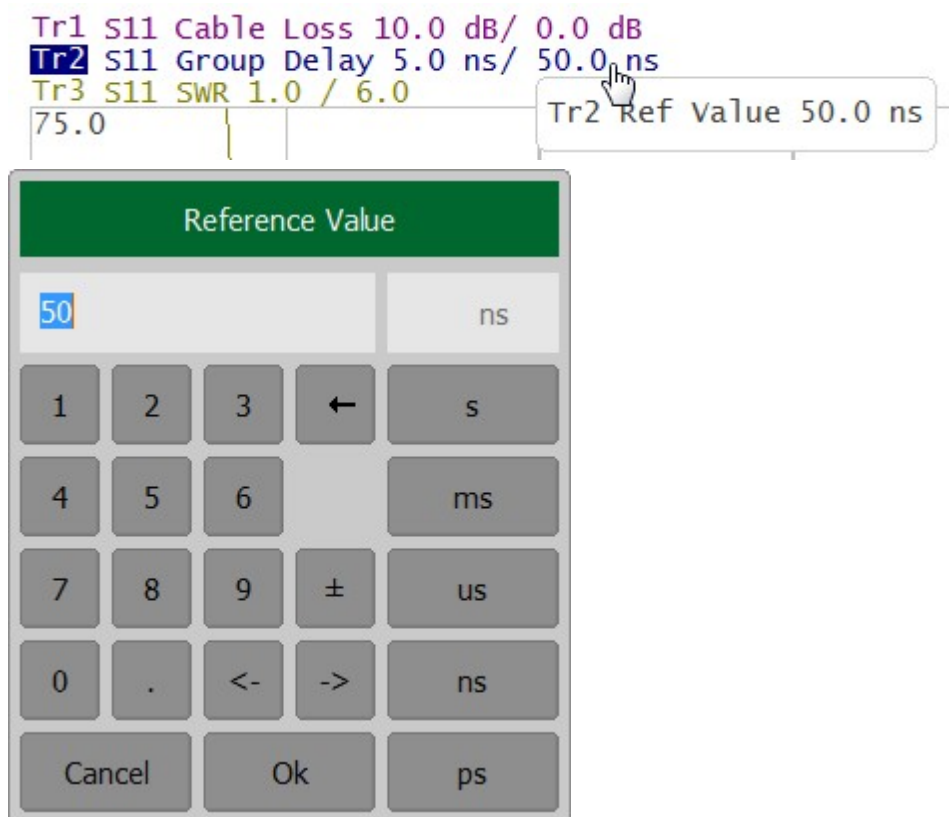 Tr1 S11 Cable Loss 10.0 dB/ 0.0 dB
Tr2 S11 Group Delay 5.0 ns/ 50.0 ns
Tr3 S11 SWR 1.0 / 6.0
75.0
Tr2 Ref Value 50.0 ns
Reference Value
50 ns
1 2 3 ← s
4 5 6 ms
7 8 9 ± us
0 . <- -> ns
Cancel Ok ps